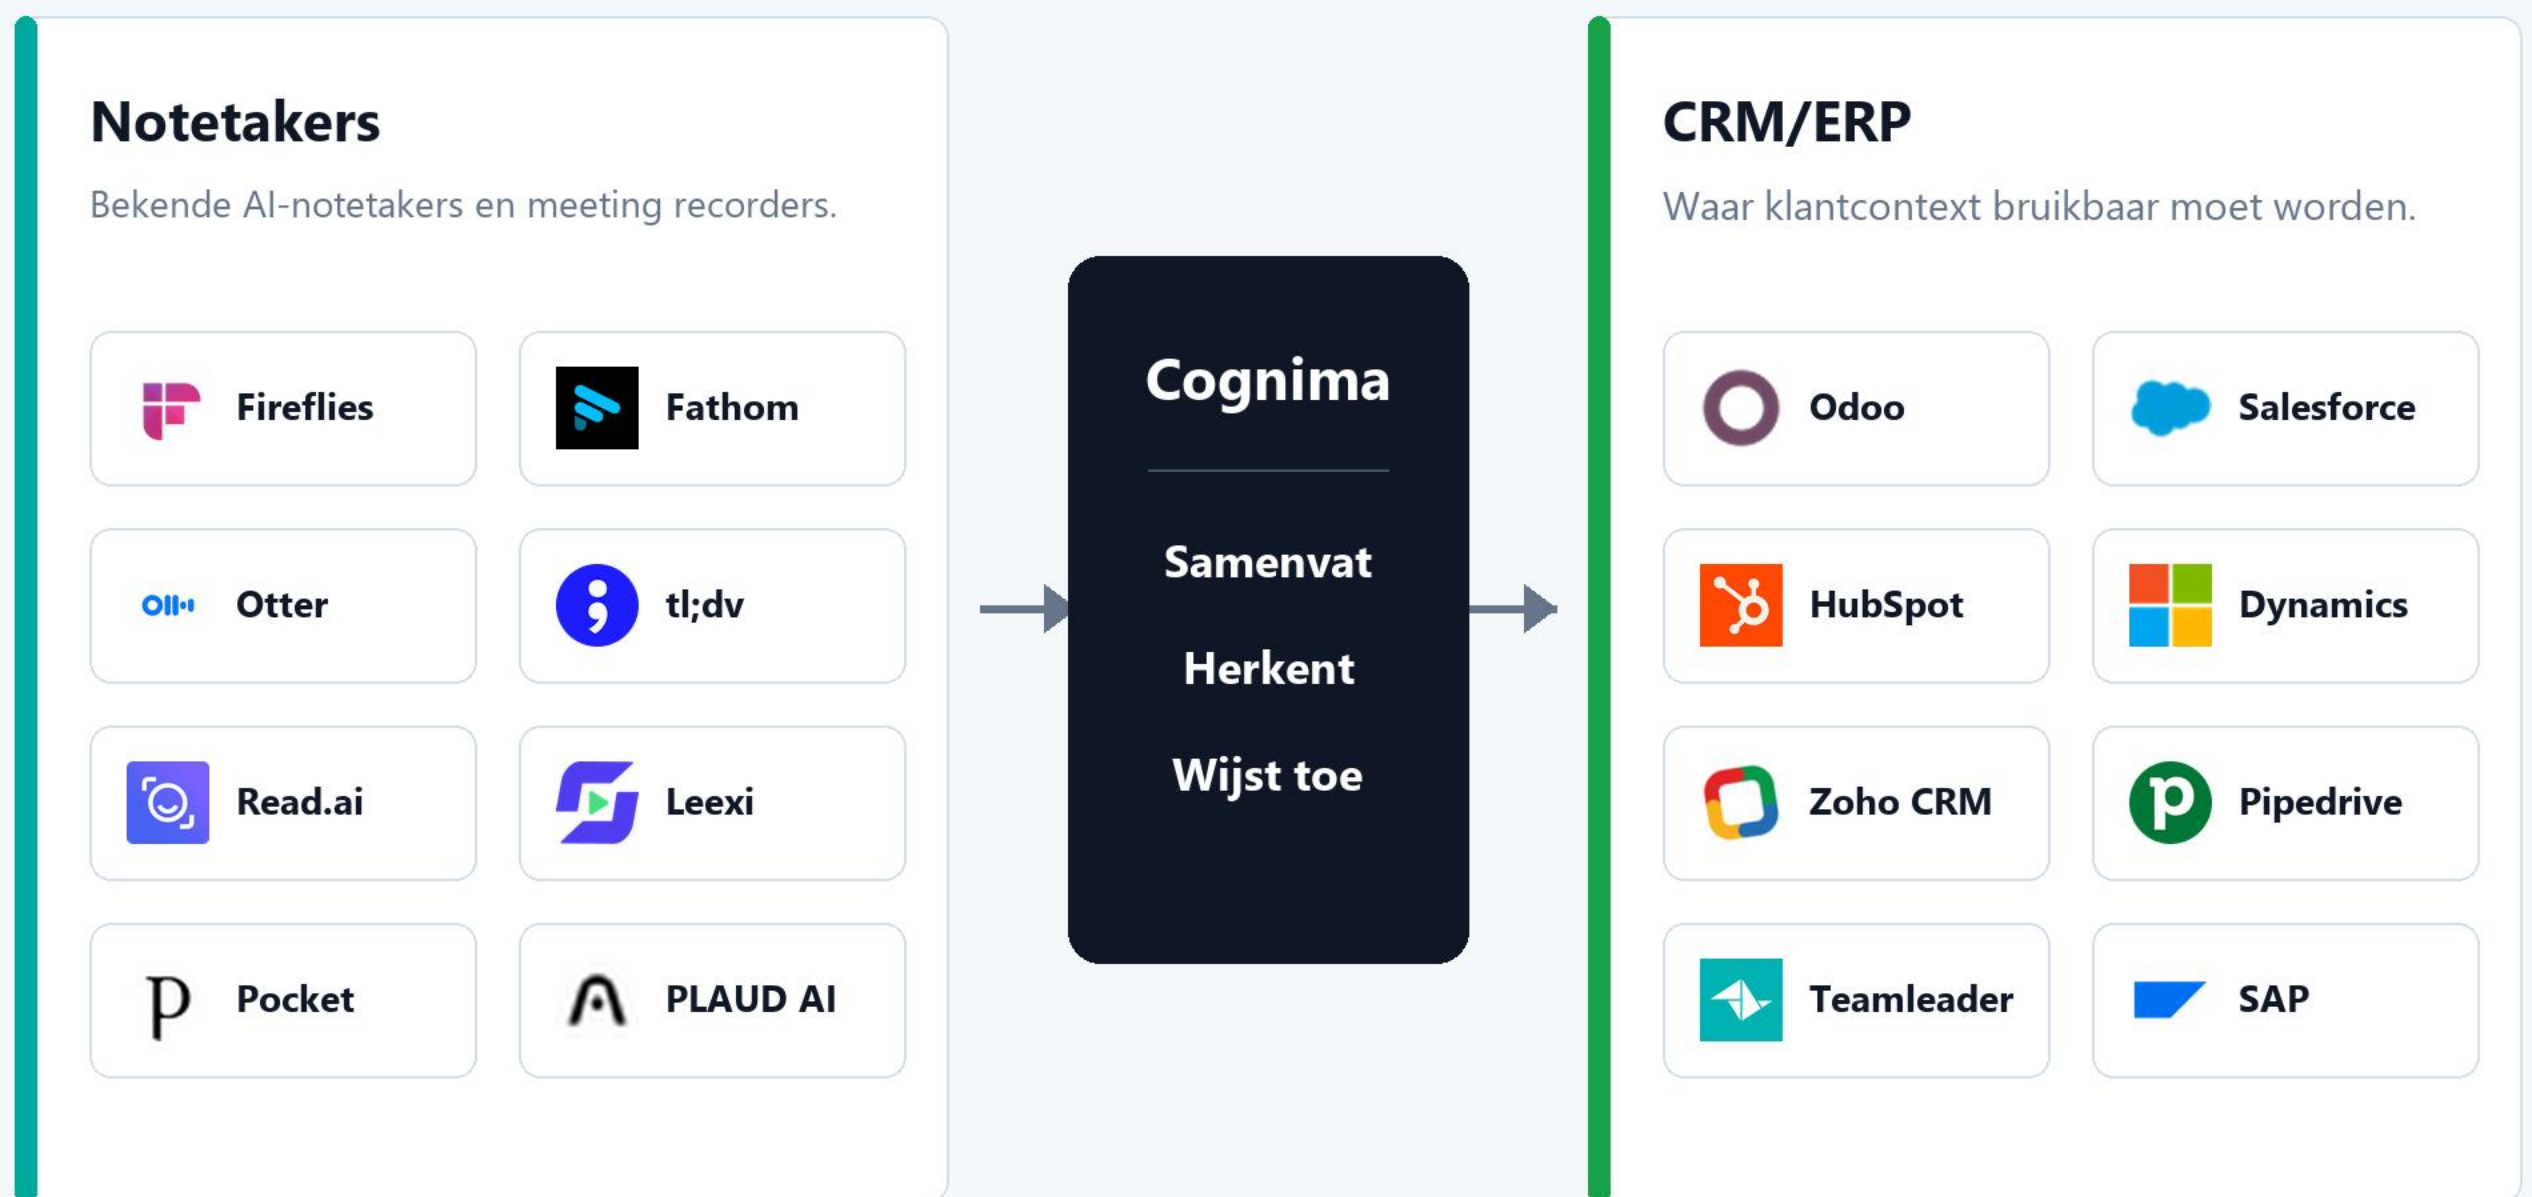 Notetakers
Bekende AI-notetakers en meeting recorders.
Fireflies
Fathom
Otter
tl;dv
Read.ai
Leexi
Pocket
PLAUD AI
Cognima
Samenvat
Herkent
Wijst toe
CRM/ERP
Waar klantcontext bruikbaar moet worden.
Odoo
Salesforce
HubSpot
Dynamics
Zoho CRM
Pipedrive
Teamleader
SAP